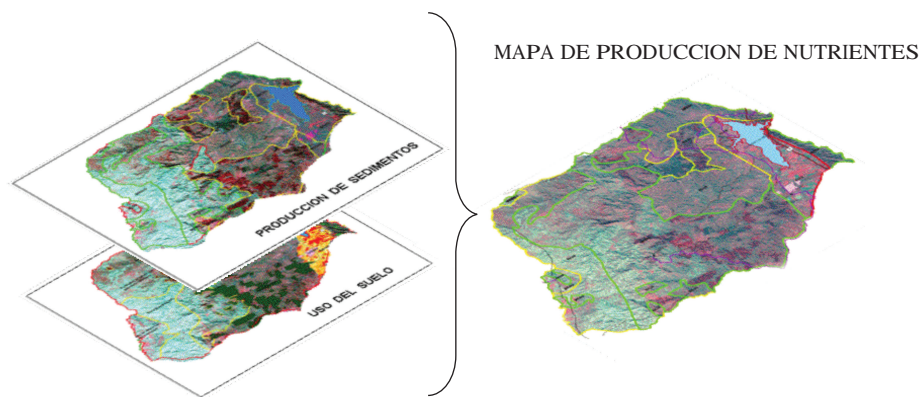 MAPA DE PRODUCCION DE NUTRIENTES
PRODUCCION DE SEDIMENTOS
USO DEL SUELO